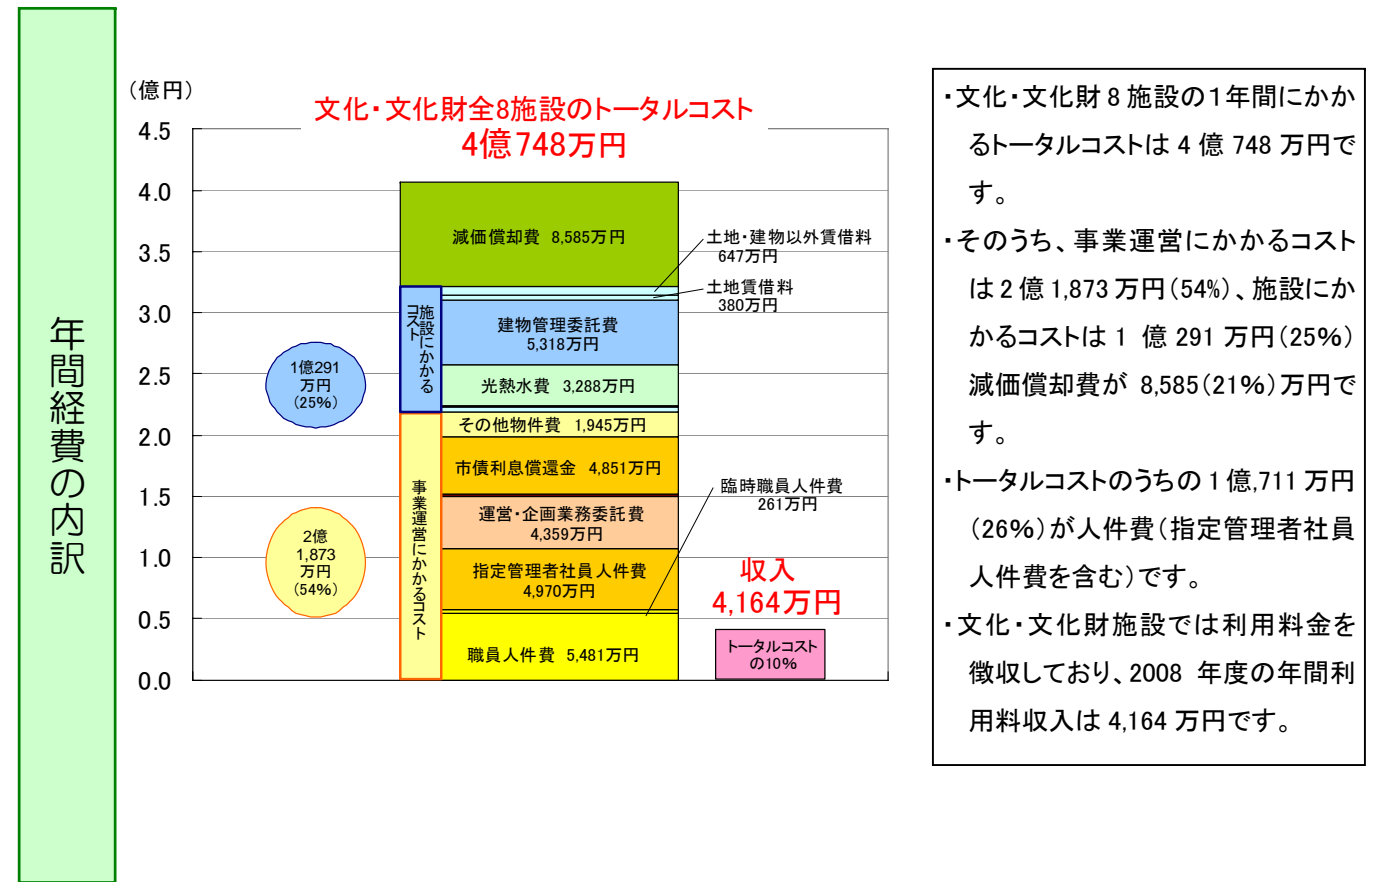 年間経費の内訳
（億円）
文化・文化財全8施設のトータルコスト
4億748万円
4.5
4.0
3.5
3.0
2.5
2.0
1.5
1.0
0.5
0.0
減価償却費 8,585万円
土地・建物以外賃借料
647万円
土地賃借料
380万円
施設にかかる
コスト
建物管理委託費
5,318万円
光熱水費 3,288万円
1億291
万円
(25%)
その他物件費 1,945万円
市債利息償還金 4,851万円
臨時職員人件費
261万円
事業運営にかかるコスト
運営・企画業務委託費
4,359万円
2億
1,873
万円
(54%)
指定管理者社員人件費
4,970万円
職員人件費 5,481万円
収入
4,164万円
トータルコスト
の10%
・文化・文化財8施設の1年間にかか
るトータルコストは4億748万円で
す。
・そのうち、事業運営にかかるコスト
は2億1,873万円(54%)、施設にか
かるコストは1 億291万円(25%)
減価償却費が 8,585(21%)万円で
す。
・トータルコストのうちの1億,711万円
(26%)が人件費(指定管理者社員
人件費を含む)です。
・文化・文化財施設では利用料金を
徴収しており、2008 年度の年間利
用料収入は4,164万円です。